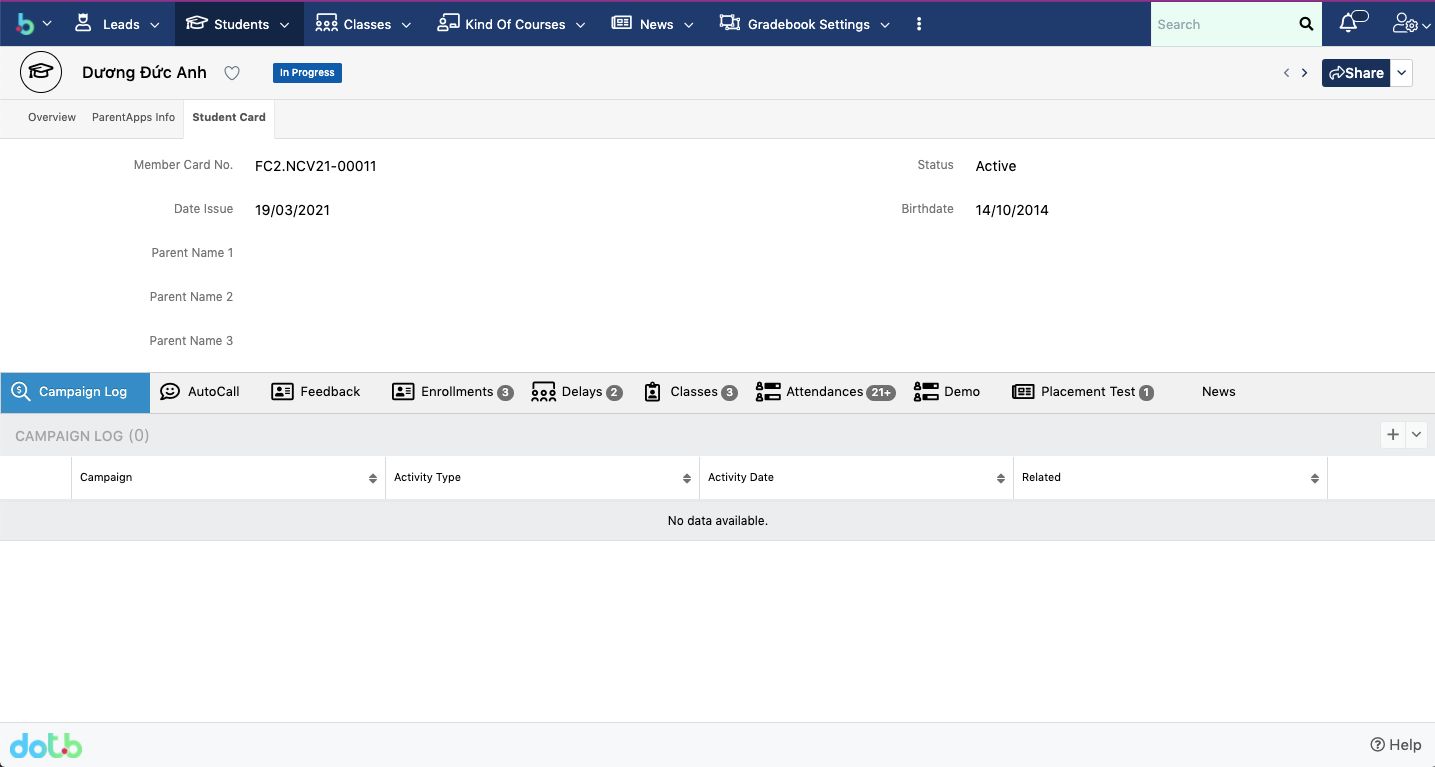 b Leads Students Classes Kind Of Courses News Gradebook Settings Search
Dương Đức Anh In Progress Share
Overview ParentApps Info Student Card
Member Card No. FC2.NCV21-00011 Status Active
Date Issue 19/03/2021 Birthdate 14/10/2014
Parent Name 1
Parent Name 2
Parent Name 3
Campaign Log AutoCall Feedback Enrollments 3 Delays 2 Classes 3 Attendances 21+ Demo Placement Test 1 News
CAMPAIGN LOG (0)
Campaign Activity Type Activity Date Related
No data available.
dotb Help